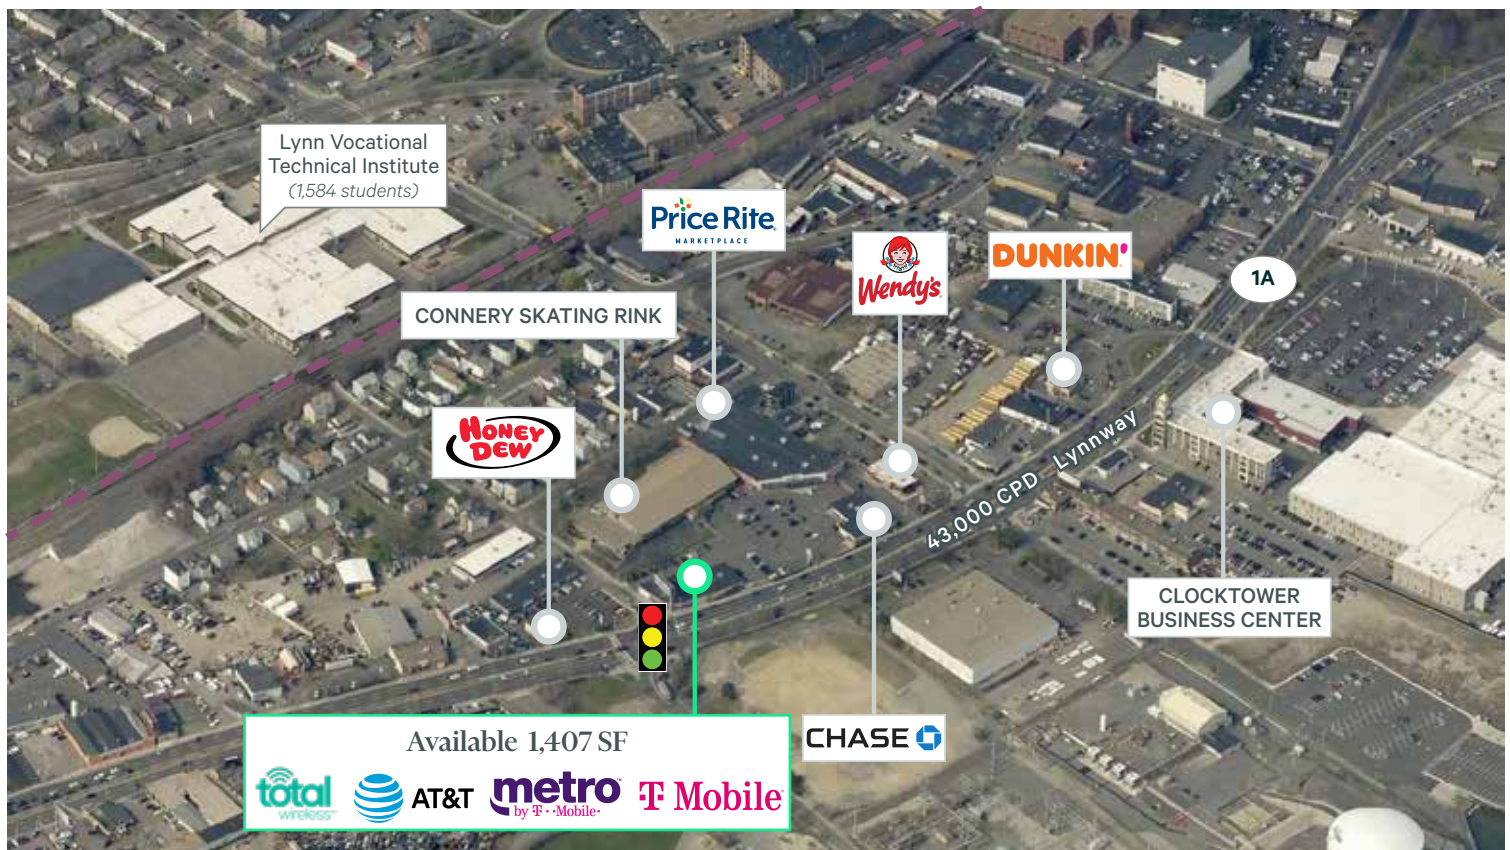 Lynn Vocational
Technical Institute
(1,584 students)
Price Rite
MARKETPLACE
Wendy's
DUNKIN'
1A
CONNERY SKATING RINK
HONEY
DEW
43,000 CPD Lynnway
CLOCKTOWER
BUSINESS CENTER
CHASE
Available 1,407 SF
total
wireless
AT&T
metro
by T-Mobile
T Mobile